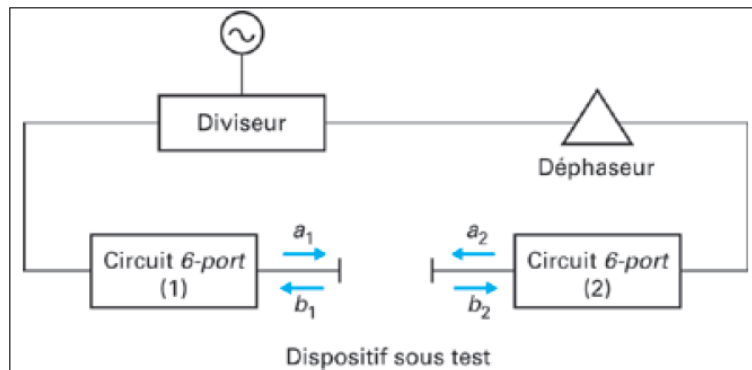 Diviseur
Déphaseur
Circuit 6-port
(1)
a1
b1
a2
b2
Circuit 6-port
(2)
Dispositif sous test